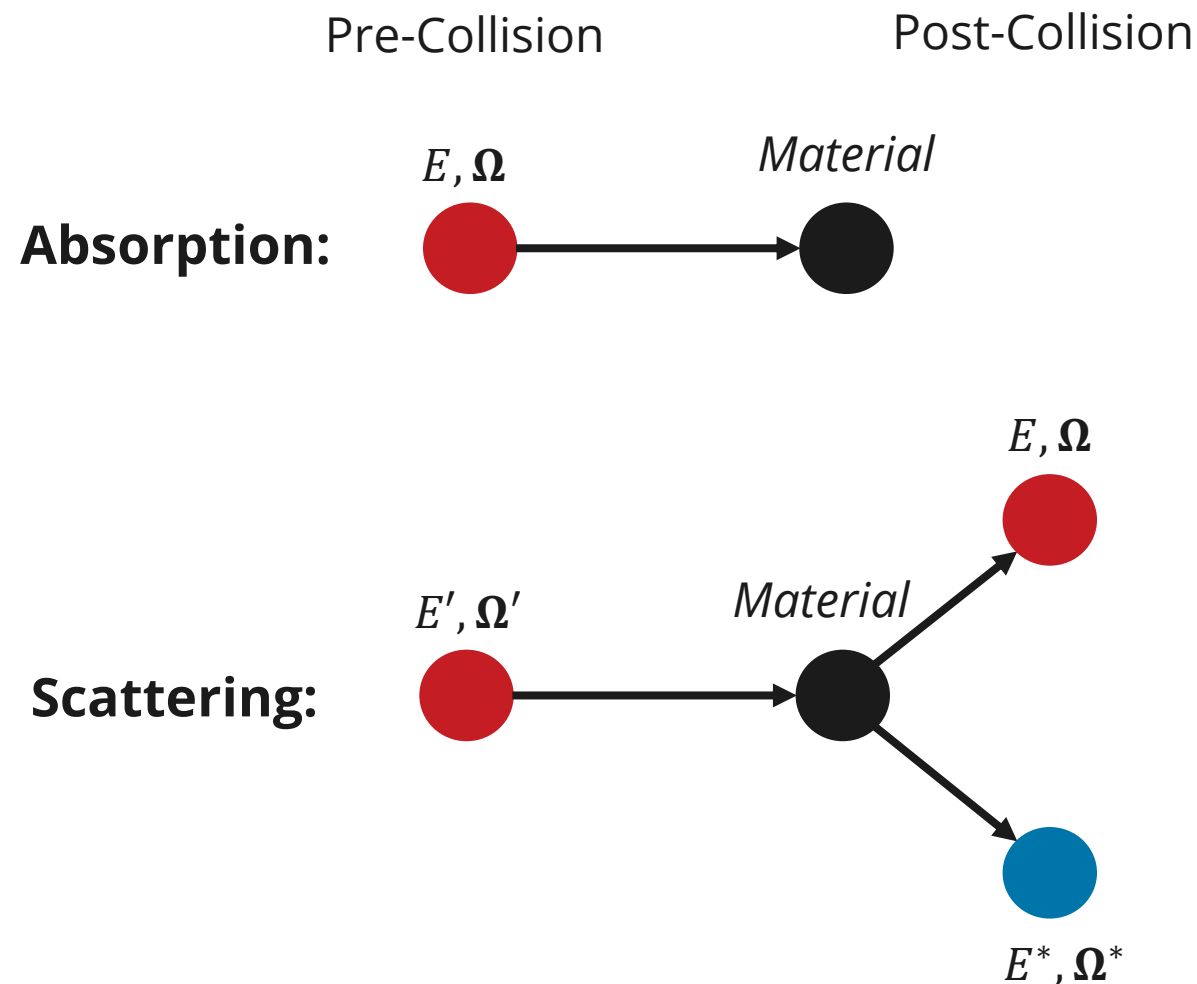 Pre-Collision
Post-Collision
E, Ω
Material
Absorption:
E, Ω
Material
E′, Ω′
Scattering:
E*, Ω*